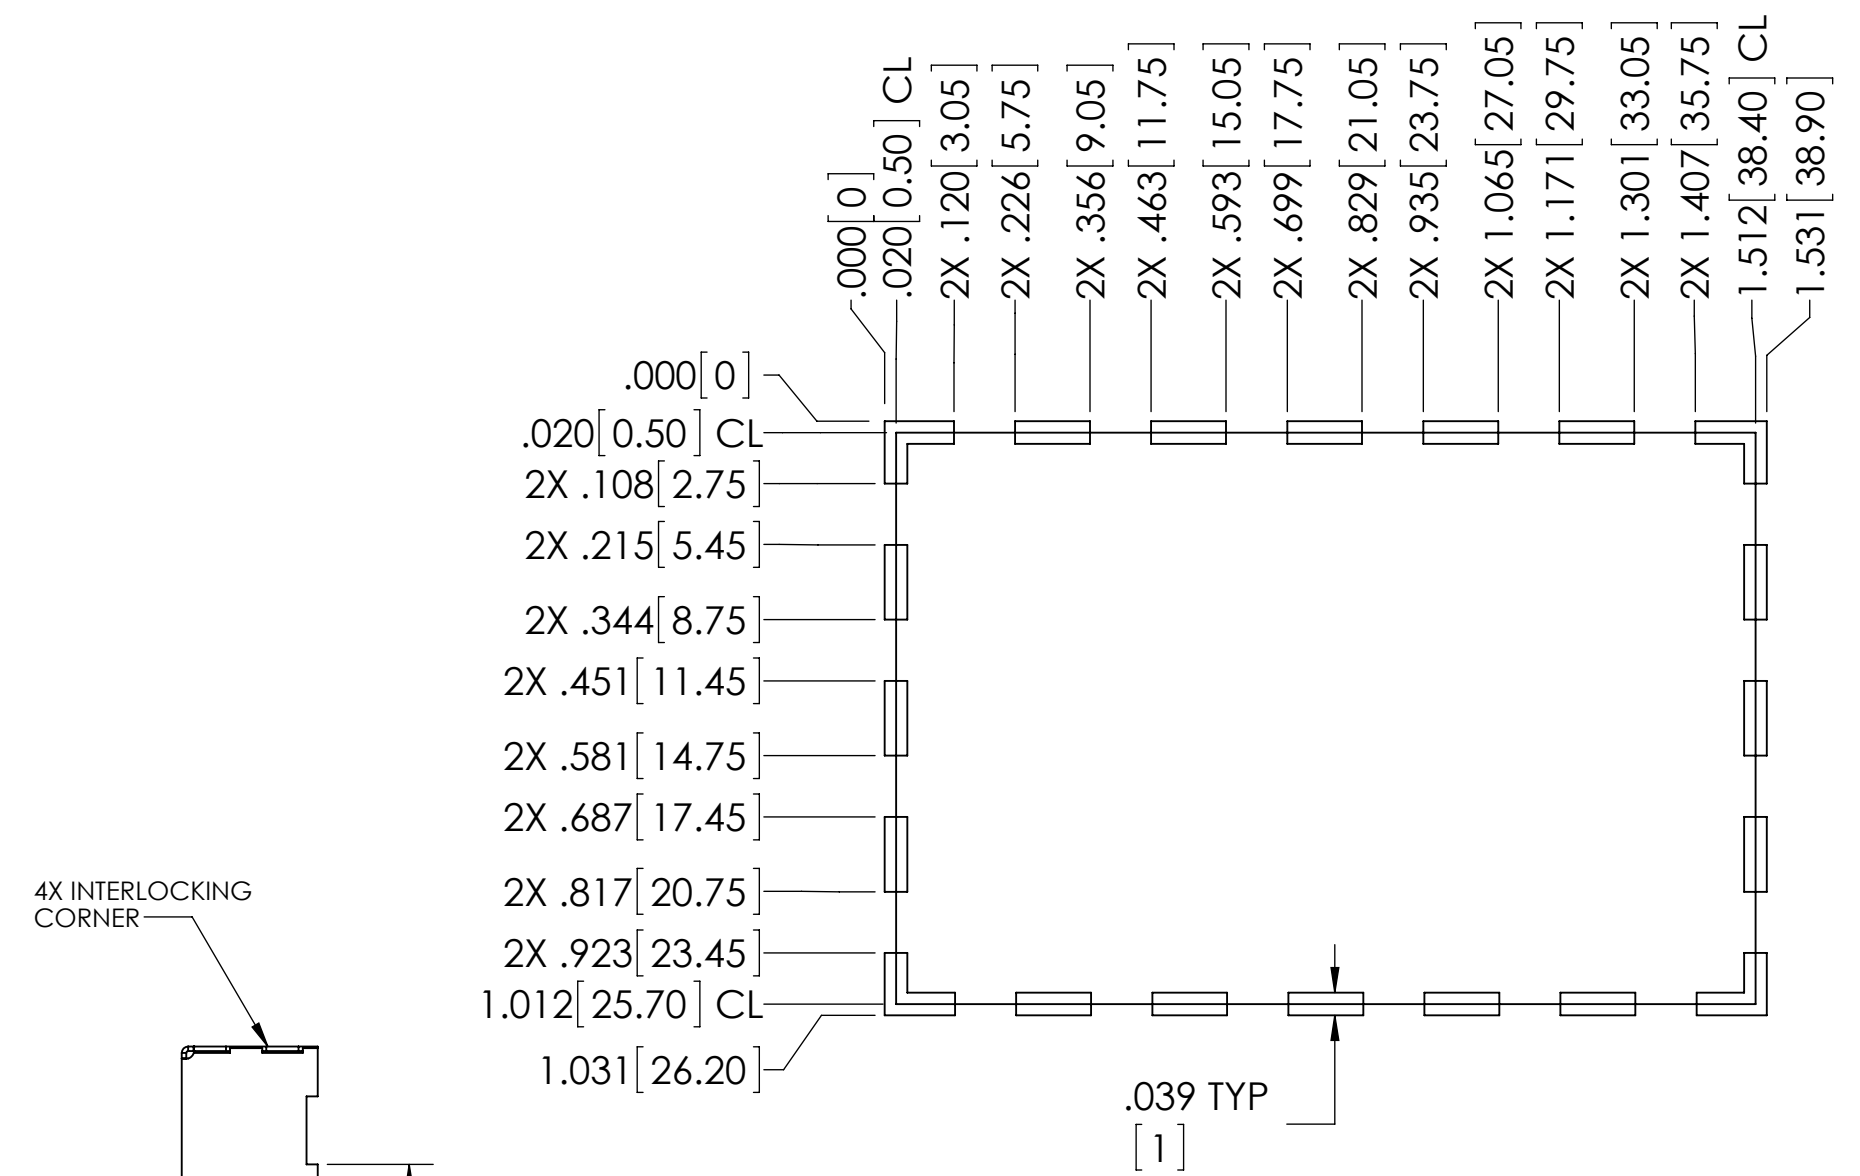 .000[0]
.020[0.50] CL
2X .120[3.05]
2X .226[5.75]
2X .356[9.05]
2X .463[11.75]
2X .593[15.05]
2X .699[17.75]
2X .829[21.05]
2X .935[23.75]
2X 1.065[27.05]
2X 1.171[29.75]
2X 1.301[33.05]
2X 1.407[35.75]
1.512[38.40] CL
1.531[38.90]
.000[0]
.020[0.50] CL
2X .108[2.75]
2X .215[5.45]
2X .344[8.75]
2X .451[11.45]
2X .581[14.75]
2X .687[17.45]
2X .817[20.75]
2X .923[23.45]
1.012[25.70] CL
1.031[26.20]
4X INTERLOCKING
CORNER
.039 TYP
[1]